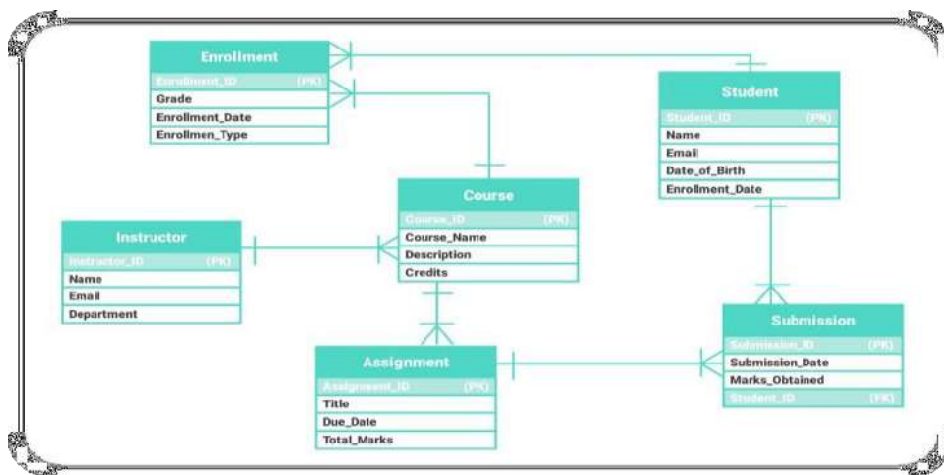 Enrollment
Enrollment_ID (PK)
Grade
Enrollment_Date
Enrollmen_Type
Student
Student_ID (PK)
Name
Email
Date_of_Birth
Enrollment_Date
Course
Course_ID (PK)
Course_Name
Description
Credits
Instructor
Instructor_ID (PK)
Name
Email
Department
Submission
Submission_ID (PK)
Submission_Date
Marks_Obtained
Student_ID (PK)
Assignment
Assignment_ID (PK)
Title
Due_Date
Total_Marks